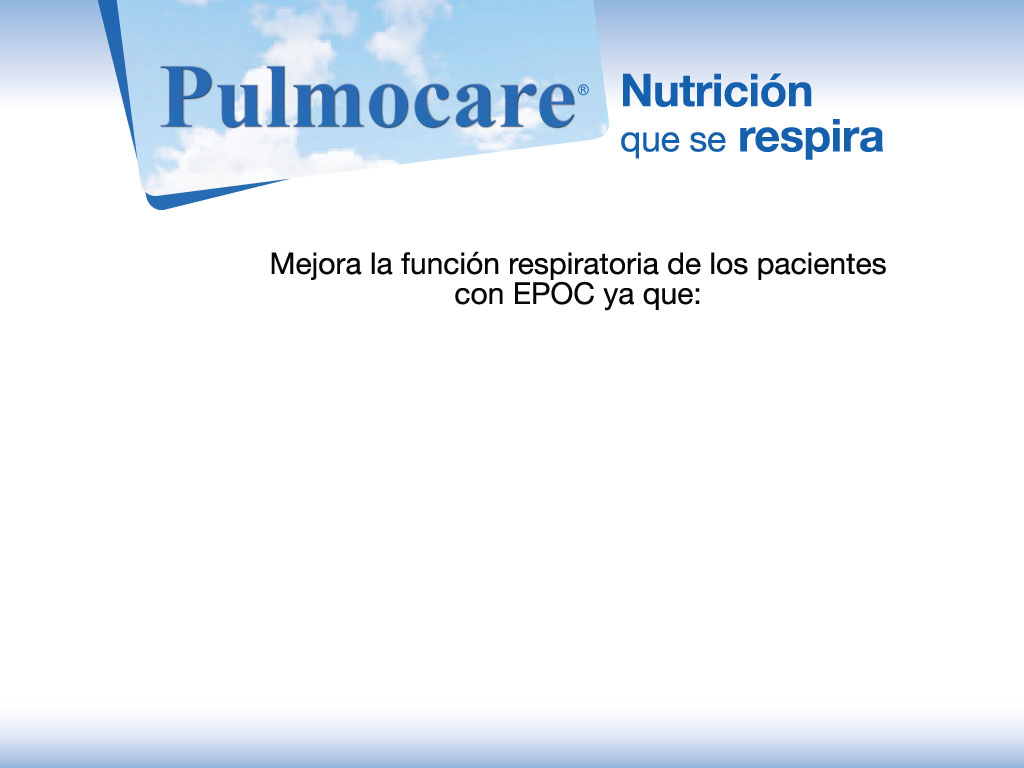 Pulmocare®
Nutrición
que se respira
Mejora la función respiratoria de los pacientes
con EPOC ya que: